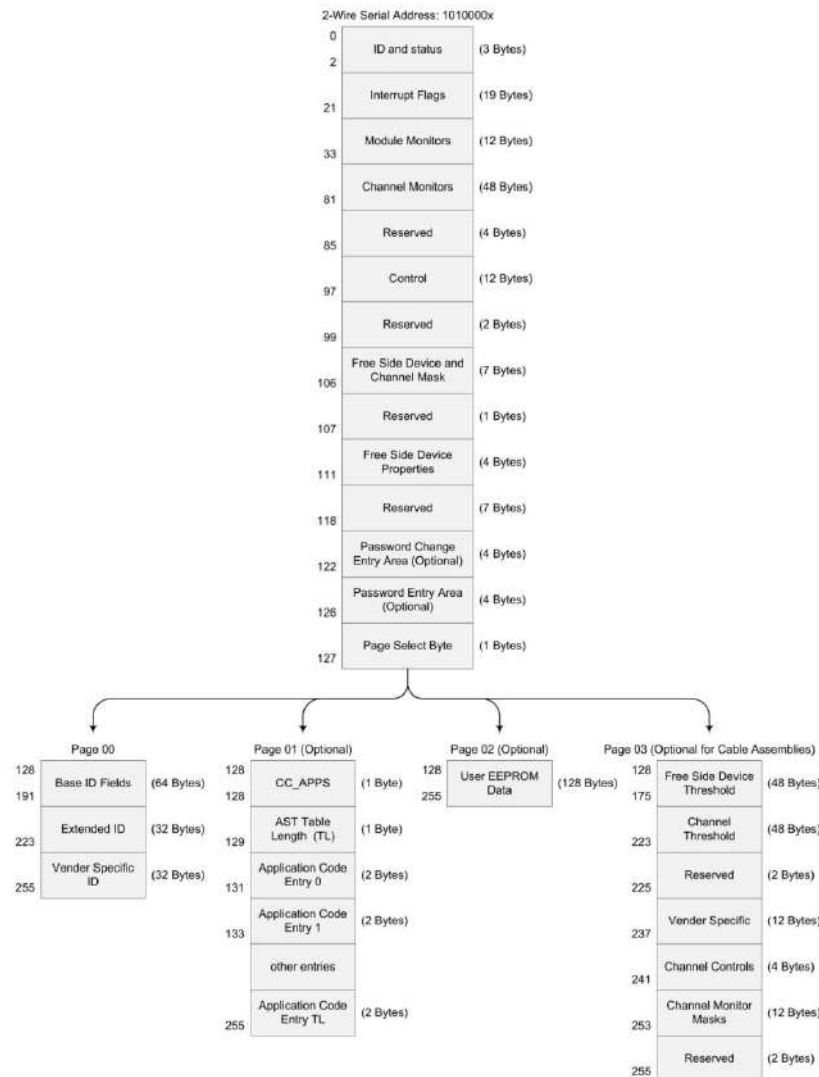 2-Wire Serial Address: 1010000x
0
ID and status (3 Bytes)
2
Interrupt Flags (19 Bytes)
21
Module Monitors (12 Bytes)
33
Channel Monitors (48 Bytes)
81
Reserved (4 Bytes)
85
Control (12 Bytes)
97
Reserved (2 Bytes)
99
Free Side Device and
Channel Mask (7 Bytes)
106
Reserved (1 Bytes)
107
Free Side Device
Properties (4 Bytes)
111
Reserved (7 Bytes)
118
Password Change
Entry Area (Optional) (4 Bytes)
122
Password Entry Area
(Optional) (4 Bytes)
126
Page Select Byte (1 Bytes)
127
Page 00
128
Base ID Fields (64 Bytes)
191
Extended ID (32 Bytes)
223
Vender Specific
ID (32 Bytes)
255
Page 01 (Optional)
128
CC_APPS (1 Byte)
128
AST Table
Length (TL) (1 Byte)
129
Application Code
Entry 0 (2 Bytes)
131
Application Code
Entry 1 (2 Bytes)
133
other entries
Application Code
Entry TL (2 Bytes)
255
Page 02 (Optional)
128
User EEPROM
Data (128 Bytes)
255
Page 03 (Optional for Cable Assemblies)
128
Free Side Device
Threshold (48 Bytes)
175
Channel
Threshold (48 Bytes)
223
Reserved (2 Bytes)
225
Vender Specific (12 Bytes)
237
Channel Controls (4 Bytes)
241
Channel Monitor
Masks (12 Bytes)
253
Reserved (2 Bytes)
255